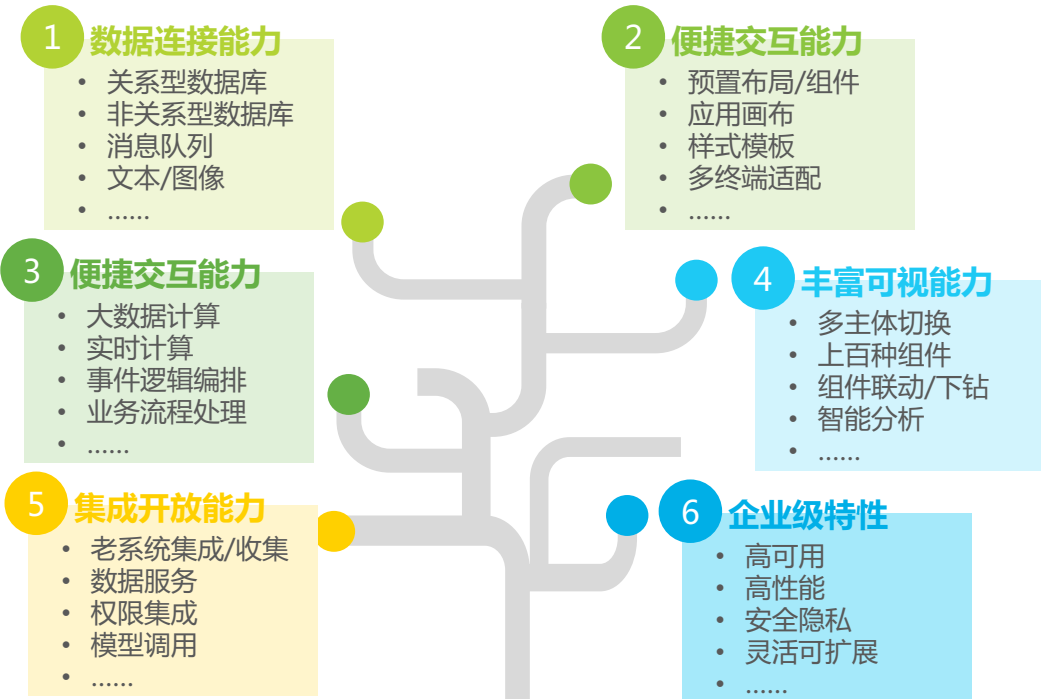 1 数据连接能力
• 关系型数据库
• 非关系型数据库
• 消息队列
• 文本/图像
• ......
2 便捷交互能力
• 预置布局/组件
• 应用画布
• 样式模板
• 多终端适配
• ......
3 便捷交互能力
• 大数据计算
• 实时计算
• 事件逻辑编排
• 业务流程处理
• ......
4 丰富可视能力
• 多主体切换
• 上百种组件
• 组件联动/下钻
• 智能分析
• ......
5 集成开放能力
• 老系统集成/收集
• 数据服务
• 权限集成
• 模型调用
• ......
6 企业级特性
• 高可用
• 高性能
• 安全隐私
• 灵活可扩展
• ......